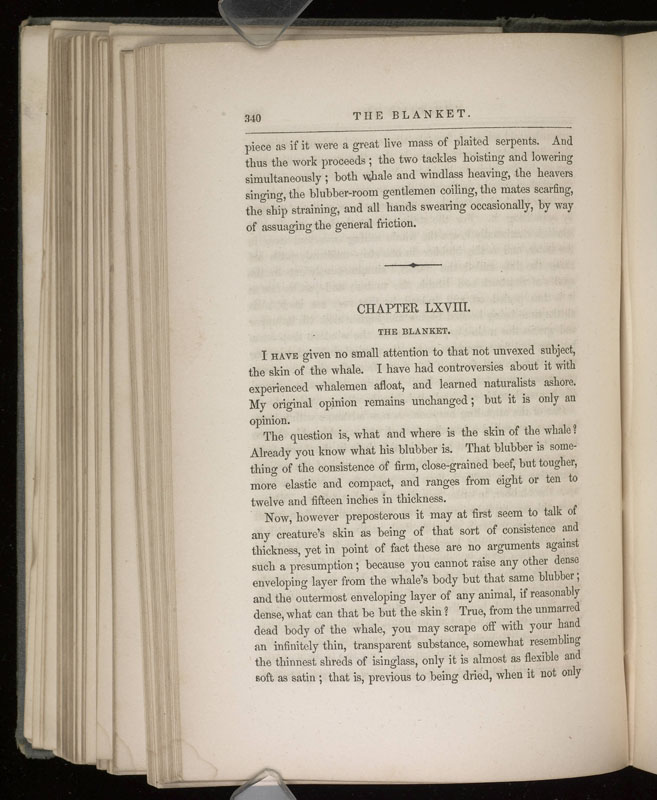 340 THE BLANKET.
piece as if it were a great live mass of plaited serpents. And
thus the work proceeds ; the two tackles hoisting and lowering
simultaneously ; both whale and windlass heaving, the heavers
singing, the blubber-room gentlemen coiling, the mates scarfing,
the ship straining, and all hands swearing occasionally, by way
of assuaging the general friction.
CHAPTER LXVIII.
THE BLANKET.
I HAVE given no small attention to that not unvexed subject,
the skin of the whale. I have had controversies about it with
experienced whalemen afloat, and learned naturalists ashore.
My original opinion remains unchanged ; but it is only an
opinion.
The question is, what and where is the skin of the whale ?
Already you know what his blubber is. That blubber is some-
thing of the consistence of firm, close-grained beef, but tougher,
more elastic and compact, and ranges from eight or ten to
twelve and fifteen inches in thickness.
Now, however preposterous it may at first seem to talk of
any creature's skin as being of that sort of consistence and
thickness, yet in point of fact these are no arguments against
such a presumption ; because you cannot raise any other dense
enveloping layer from the whale's body but that same blubber ;
and the outermost enveloping layer of any animal, if reasonably
dense, what can that be but the skin ? True, from the unmarred
dead body of the whale, you may scrape off with your hand
an infinitely thin, transparent substance, somewhat resembling
the thinnest shreds of isinglass, only it is almost as flexible and
soft as satin ; that is, previous to being dried, when it not only